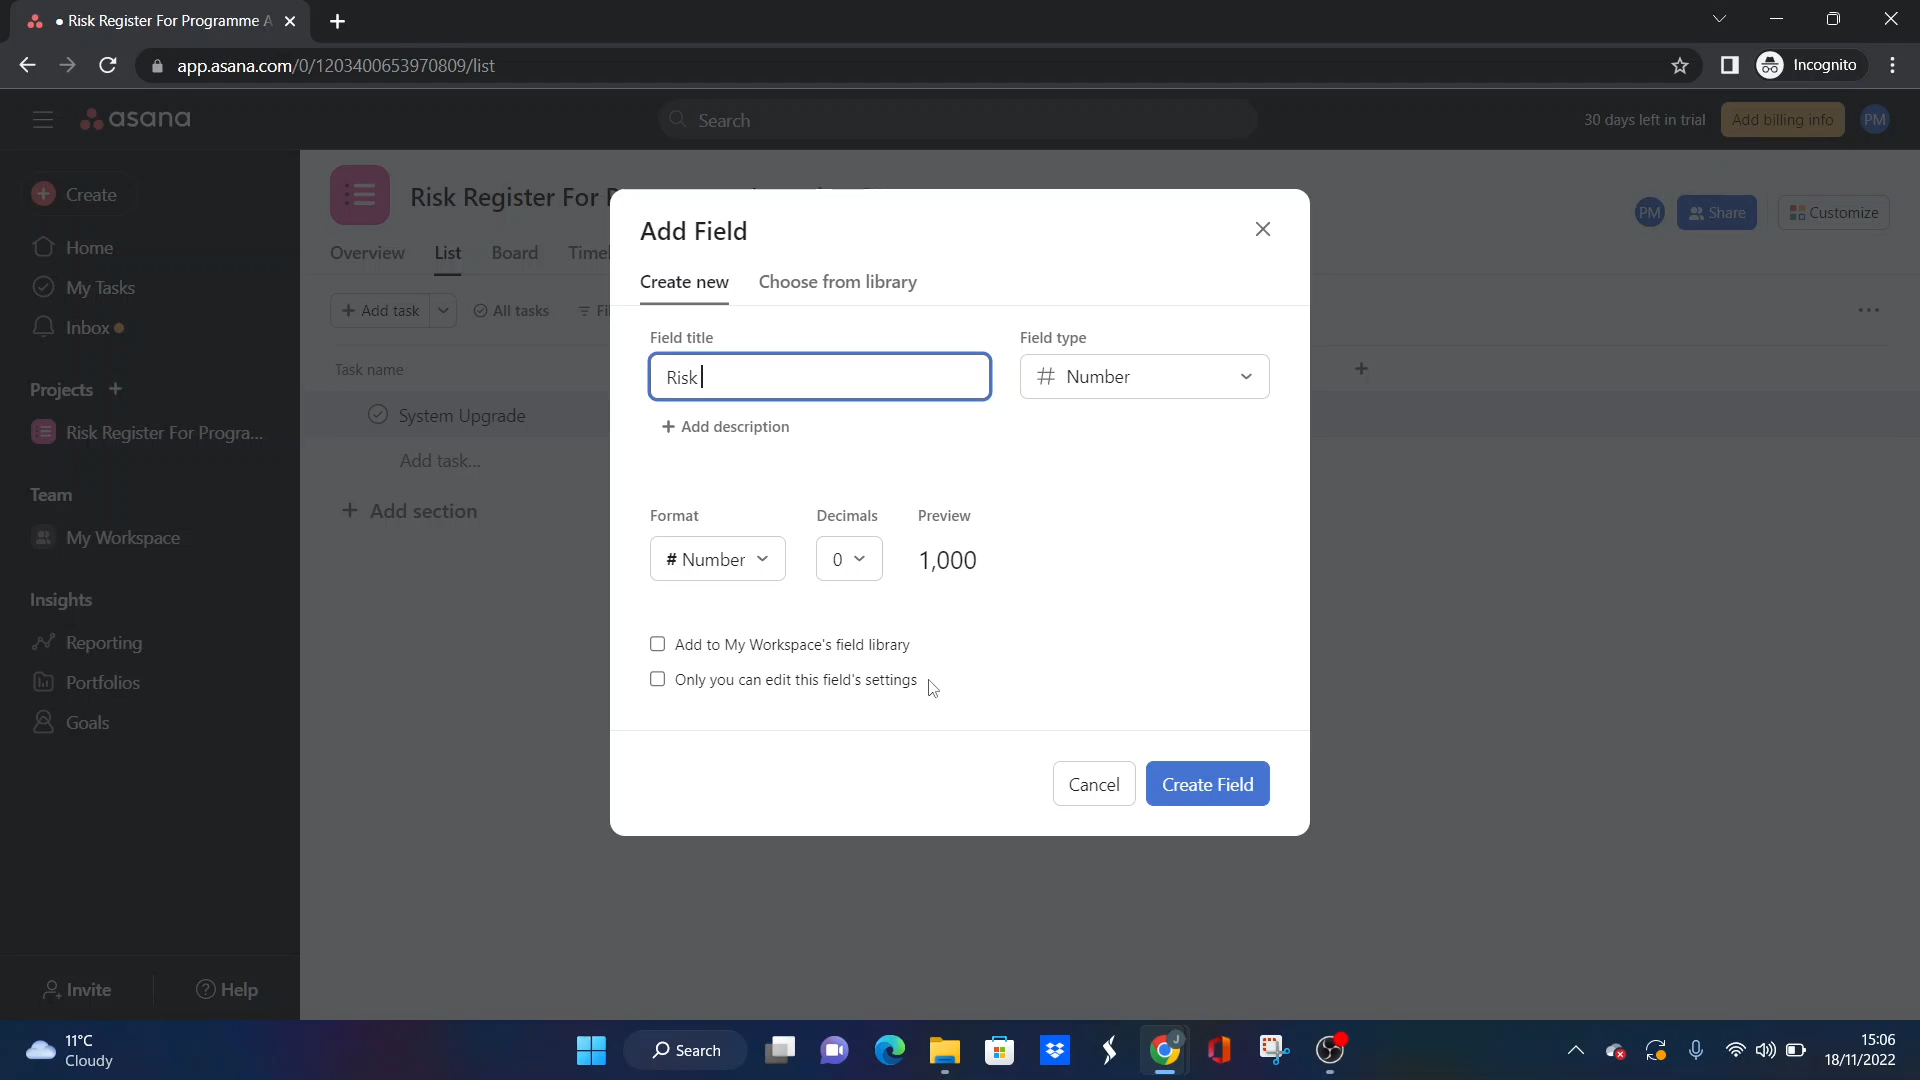 • Risk Register For Programme A
app.asana.com/0/1203400653970809/list
Incognito
asana
Search
30 days left in trial
Add billing info
PM
Create
Home
My Tasks
Inbox
Projects +
Risk Register For Progra...
Team
My Workspace
Insights
Reporting
Portfolios
Goals
Invite
Help
Risk Register For
PM
Share
Customize
Overview
List
Board
Timel
+ Add task
All tasks
Fil
Task name
System Upgrade
Add task...
+ Add section
Add Field
Create new
Choose from library
Field title
Field type
Risk
# Number
+ Add description
Format
Decimals
Preview
# Number
0
1,000
Add to My Workspace's field library
Only you can edit this field's settings
Cancel
Create Field
11°C
Cloudy
Search
J
15:06
18/11/2022